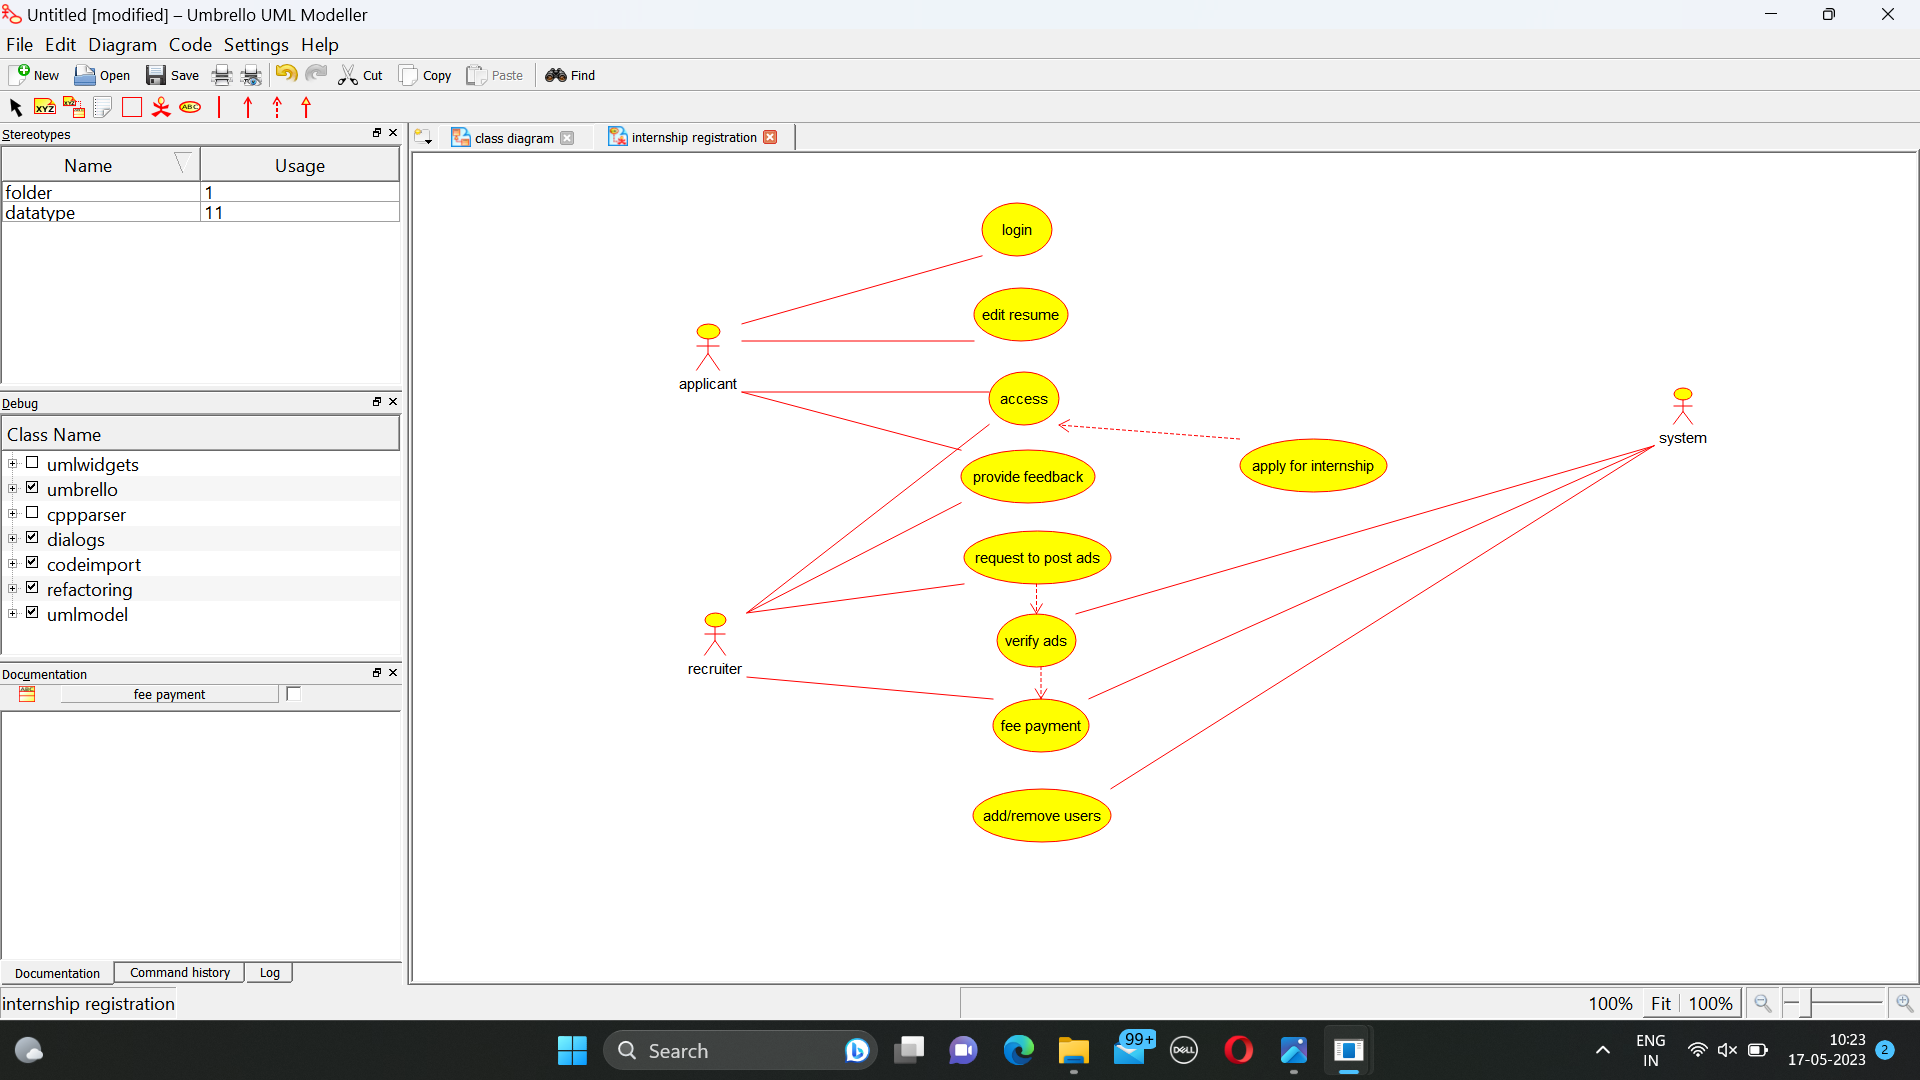 Untitled [modified] – Umbrello UML Modeller
File Edit Diagram Code Settings Help
New Open Save Cut Copy Paste Find
XYZ XYZ ABC
Stereotypes
class diagram internship registration
Name Usage
folder 1
datatype 11
Debug
Class Name
umlwidgets
umbrello
cppparser
dialogs
codeimport
refactoring
umlmodel
Documentation
fee payment
Documentation Command history Log
login
edit resume
applicant
access
system
apply for internship
provide feedback
request to post ads
verify ads
recruiter
fee payment
add/remove users
internship registration
100% Fit 100%
Search
99+
DELL
ENG
IN
10:23
17-05-2023
2